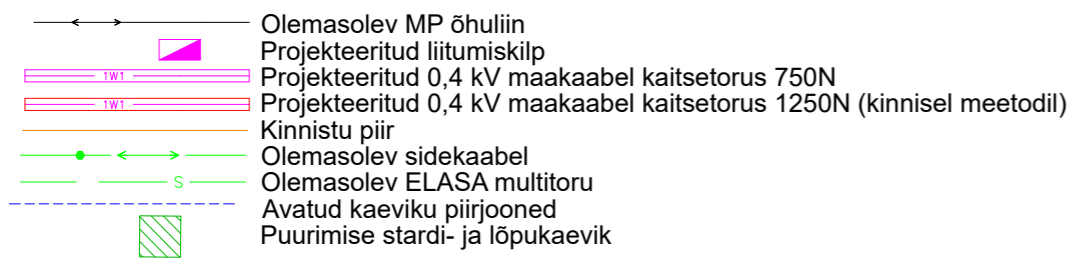 Olemasolev MP õhuliin
Projekteeritud liitumiskilp
1W1 Projekteeritud 0,4 kV maakaabel kaitsetorus 750N
1W1 Projekteeritud 0,4 kV maakaabel kaitsetorus 1250N (kinnisel meetodil)
Kinnistu piir
Olemasolev sidekaabel
S Olemasolev ELASA multitoru
Avatud kaeviku piirjooned
Puurimise stardi- ja lõpukaevik